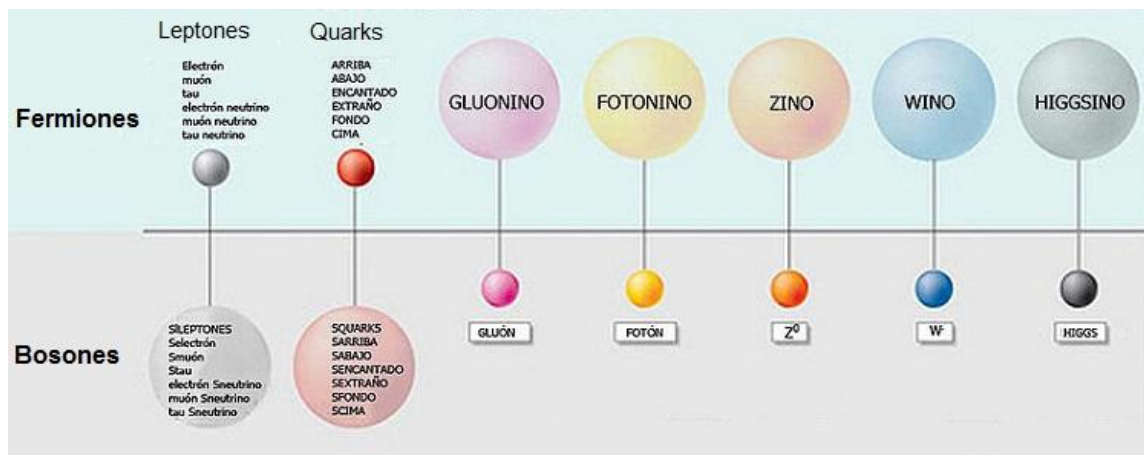 Leptones
Electrón
muón
tau
electrón neutrino
muón neutrino
tau neutrino
Quarks
ARRIBA
ABAJO
ENCANTADO
EXTRAÑO
FONDO
CIMA
Fermiones
GLUONINO
FOTONINO
ZINO
WINO
HIGGSINO
Bosones
SĺLEPTONES
Selectrón
Smuón
Stau
electrón Sneutrino
muón Sneutrino
tau Sneutrino
SQUARKS
SARRIBA
SABAJO
SENCANTADO
SEXTRAÑO
SFONDO
SCIMA
GLUÓN
FOTÓN
Z⁰
W
HIGGS